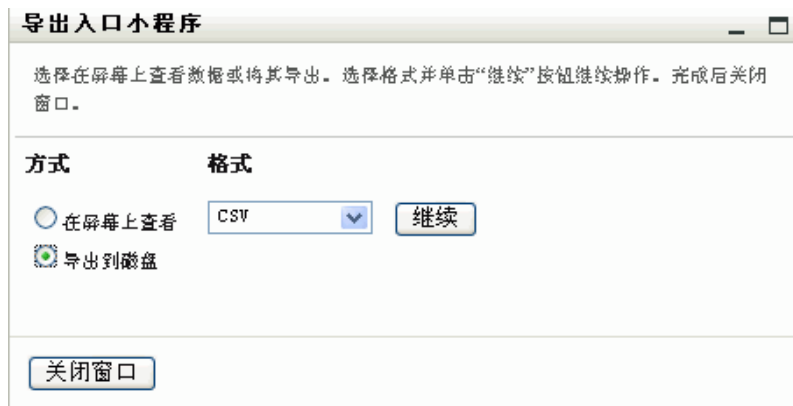 导出入口小程序
选择在屏幕上查看数据或将其导出。选择格式并单击“继续”按钮继续操作。完成后关闭
窗口。
方式 格式
在屏幕上查看 CSV 继续
导出到磁盘
关闭窗口